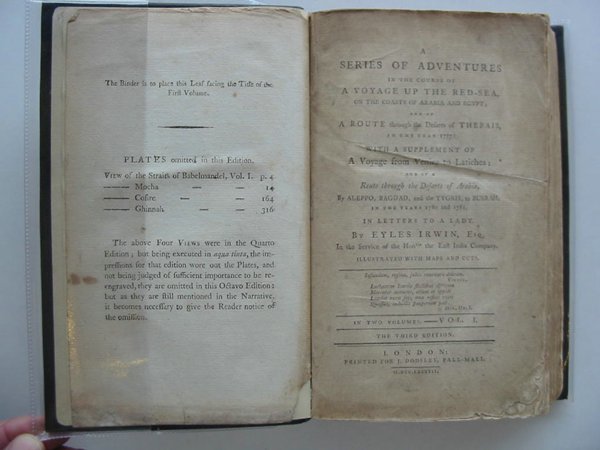 The Binder is to place this Leaf facing the Title of the
First Volume.
PLATES omitted in this Edition.
View of the Straits of Babelmandel, Vol. I. p. 4
—— Mocha — — 14
—— Cosire — — 164
—— Ghinnah — — 316
The above Four VIEWS were in the Quarto
Edition; but being executed in aqua tinta, the im-
pressions for that edition wore out the Plates, and
not being judged of sufficient importance to be re-
engraved, they are omitted in this Octavo Edition:
but as they are still mentioned in the Narrative,
it becomes necessary to give the Reader notice of
the omission.
A
SERIES OF ADVENTURES
IN THE COURSE OF
A VOYAGE UP THE RED-SEA,
ON THE COASTS OF ARABIA AND EGYPT;
AND OF
A ROUTE through the Desarts of THEBAIS,
IN THE YEAR 1777:
WITH A SUPPLEMENT OF
A Voyage from Venice to Latichea;
AND OF A
Route through the Desarts of Arabia,
By ALEPPO, BAGDAD, and the TYGRIS, to BUSRAH,
IN THE YEARS 1780 and 1781.
IN LETTERS TO A LADY.
By EYLES IRWIN, Esq.
In the Service of the Honble the East India Company.
ILLUSTRATED WITH MAPS AND CUTS.
Infandum, regina, jubes renovare dolorem.
IN TWO VOLUMES.—VOL. I.
THE THIRD EDITION.
LONDON:
PRINTED FOR J. DODSLEY, PALL-MALL.